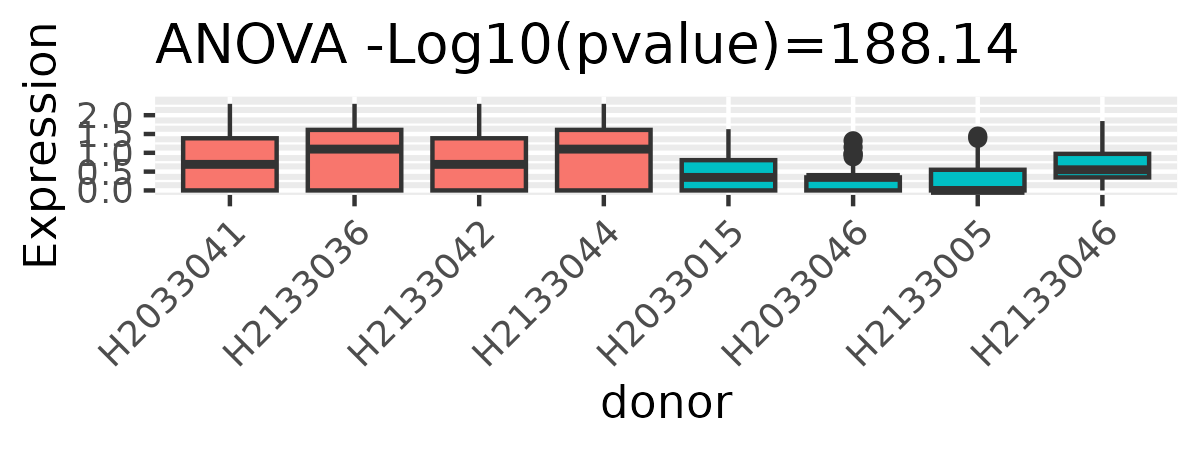 ANOVA -Log10(pvalue)=188.14
Expression
2.0
1.5
1.0
0.5
0.0
H2033041
H2133036
H2133042
H2133044
H2033015
H2033046
H2133005
H2133046
donor